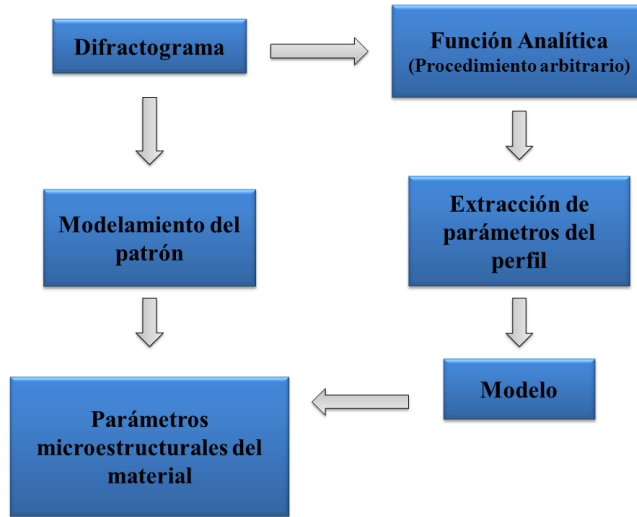 Difractograma
Función Analítica
(Procedimiento arbitrario)
Modelamiento del
patrón
Extracción de
parámetros del
perfil
Modelo
Parámetros
microestructurales del
material